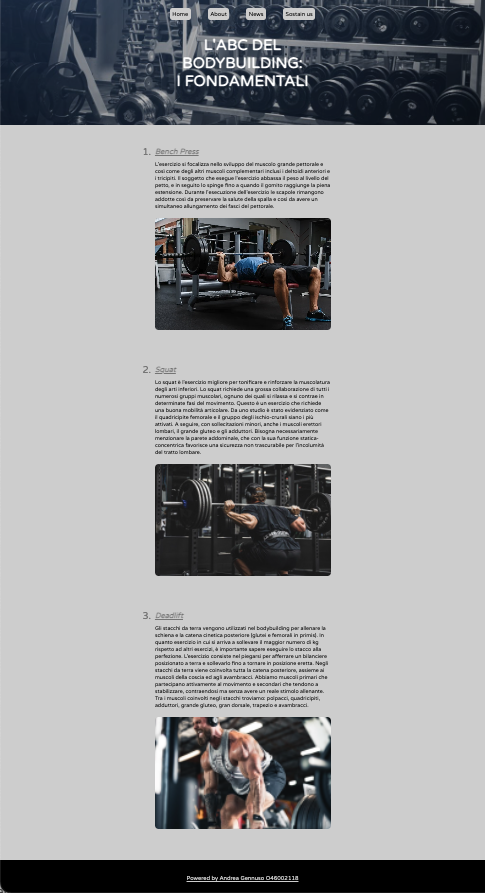 Home About News Sostain us
L'ABC DEL
BODYBUILDING:
I FONDAMENTALI
1. Bench Press
L'esercizio si focalizza nello sviluppo del muscolo grande pettorale e
così come degli altri muscoli complementari inclusi i deltoidi anteriori e
i tricipiti. Il soggetto che esegue l'esercizio abbassa il peso al livello del
petto, e in seguito lo spinge fino a quando il gomito raggiunge la piena
estensione. Durante l'esecuzione dell'esercizio le scapole rimangono
addotte così da preservare la salute della spalla e così da avere un
simultaneo allungamento dei fasci del pettorale.
2. Squat
Lo squat è l'esercizio migliore per tonificare e rinforzare la muscolatura
degli arti inferiori. Lo squat richiede una grossa collaborazione di tutti i
numerosi gruppi muscolari, ognuno dei quali si rilassa e si contrae in
determinate fasi del movimento. Questo è un esercizio che richiede
una buona mobilità articolare. Da uno studio è stato evidenziato come
il quadricipite femorale e il gruppo degli ischio-crurali siano i più
attivati. A seguire, con sollecitazioni minori, anche i muscoli erettori
lombari, il grande gluteo e gli adduttori. Bisogna necessariamente
menzionare la parete addominale, che con la sua funzione statica-
concentrica favorisce una sicurezza non trascurabile per l'incolumità
del tratto lombare.
3. Deadlift
Gli stacchi da terra vengono utilizzati nel bodybuilding per allenare la
schiena e la catena cinetica posteriore (glutei e femorali in primis). In
quanto esercizio in cui si arriva a sollevare il maggior numero di kg
rispetto ad altri esercizi, è importante sapere eseguire lo stacco alla
perfezione. L'esercizio consiste nel piegarsi per afferrare un bilanciere
posizionato a terra e sollevarlo fino a tornare in posizione eretta. Negli
stacchi da terra viene coinvolta tutta la catena posteriore, assieme ai
muscoli della coscia ed agli avambracci. Abbiamo muscoli primari che
partecipano attivamente al movimento e secondari che tendono a
stabilizzare, contraendosi ma senza avere un reale stimolo allenante.
Tra i muscoli coinvolti negli stacchi troviamo: polpacci, quadricipiti,
adduttori, grande gluteo, gran dorsale, trapezio e avambracci.
Powered by Andrea Gennuso O46002118